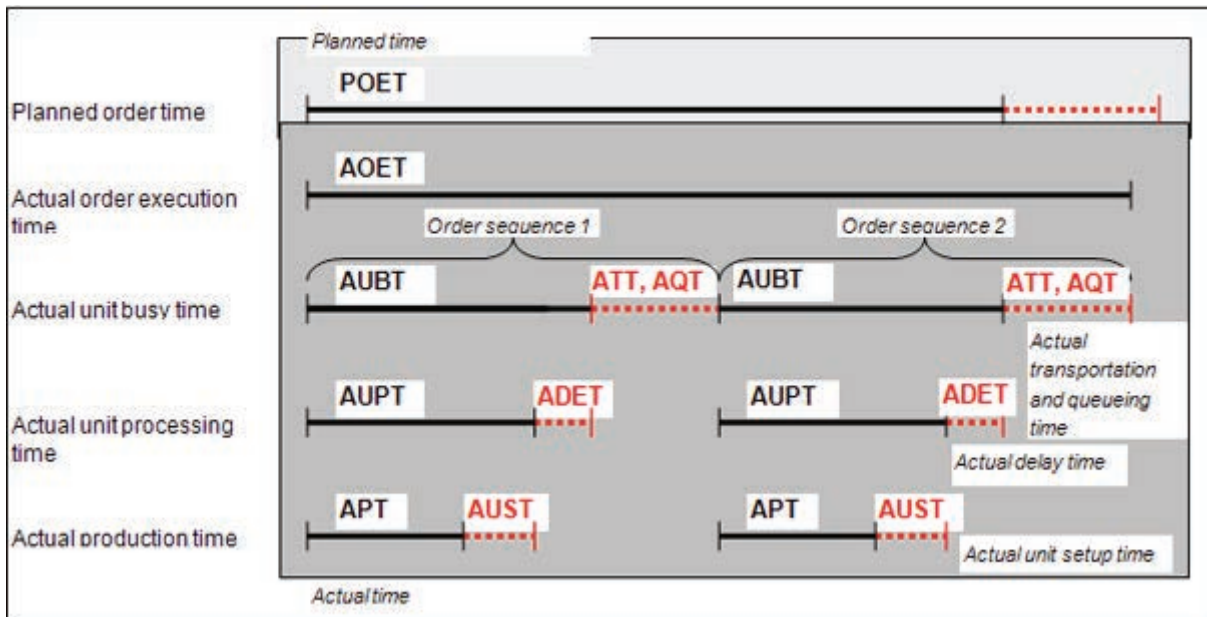 Planned time
POET
Planned order time
AOET
Actual order execution
time
Order sequence 1
Order sequence 2
AUBT
ATT, AQT
AUBT
ATT, AQT
Actual unit busy time
Actual
transportation
and queueing
time
AUPT
ADET
AUPT
ADET
Actual unit processing
time
Actual delay time
APT
AUST
APT
AUST
Actual production time
Actual unit setup time
Actual time